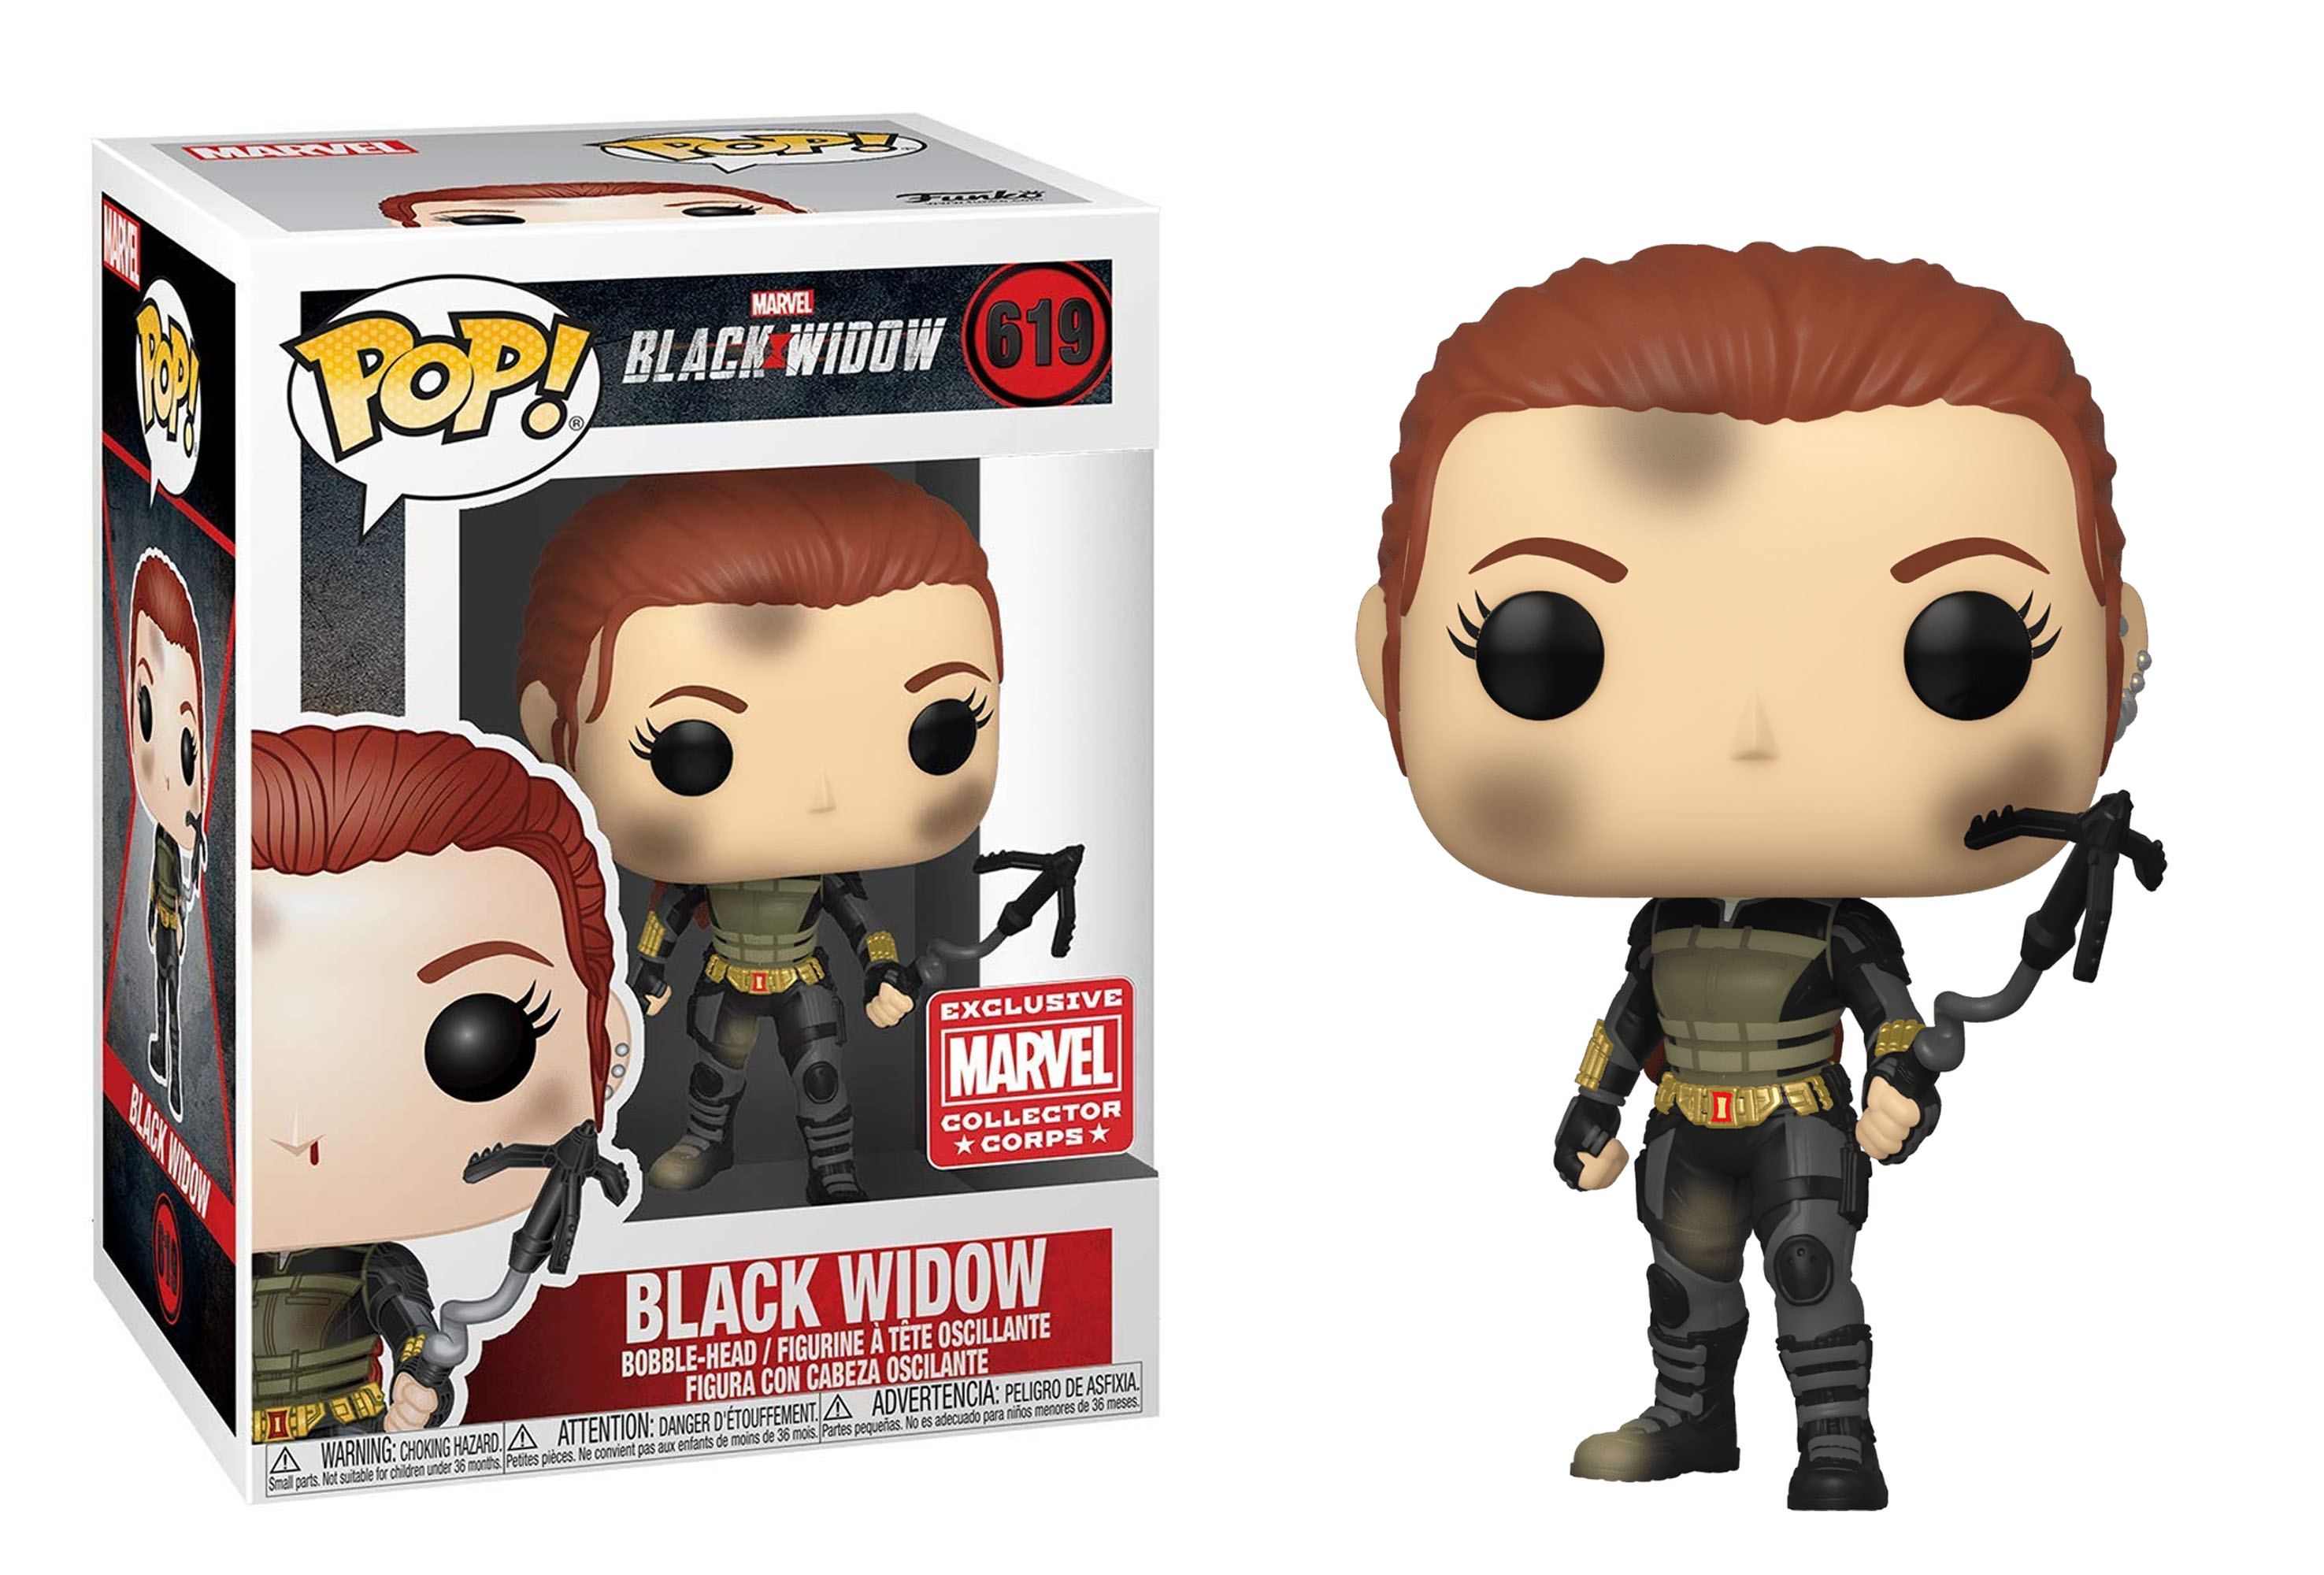 MARVEL
POP!
Funko
MARVEL
POP!
BLACK WIDOW
619
POP!®
MARVEL
BLACK WIDOW
619
EXCLUSIVE
MARVEL
COLLECTOR
★ CORPS ★
BLACK WIDOW
BOBBLE-HEAD / FIGURINE À TÊTE OSCILLANTE
FIGURA CON CABEZA OSCILANTE
WARNING: CHOKING HAZARD.
Small parts. Not suitable for children under 36 months.
ATTENTION: DANGER D'ÉTOUFFEMENT.
Petites pièces. Ne convient pas aux enfants de moins de 36 mois.
ADVERTENCIA: PELIGRO DE ASFIXIA.
Partes pequeñas. No es adecuado para niños menores de 36 meses.